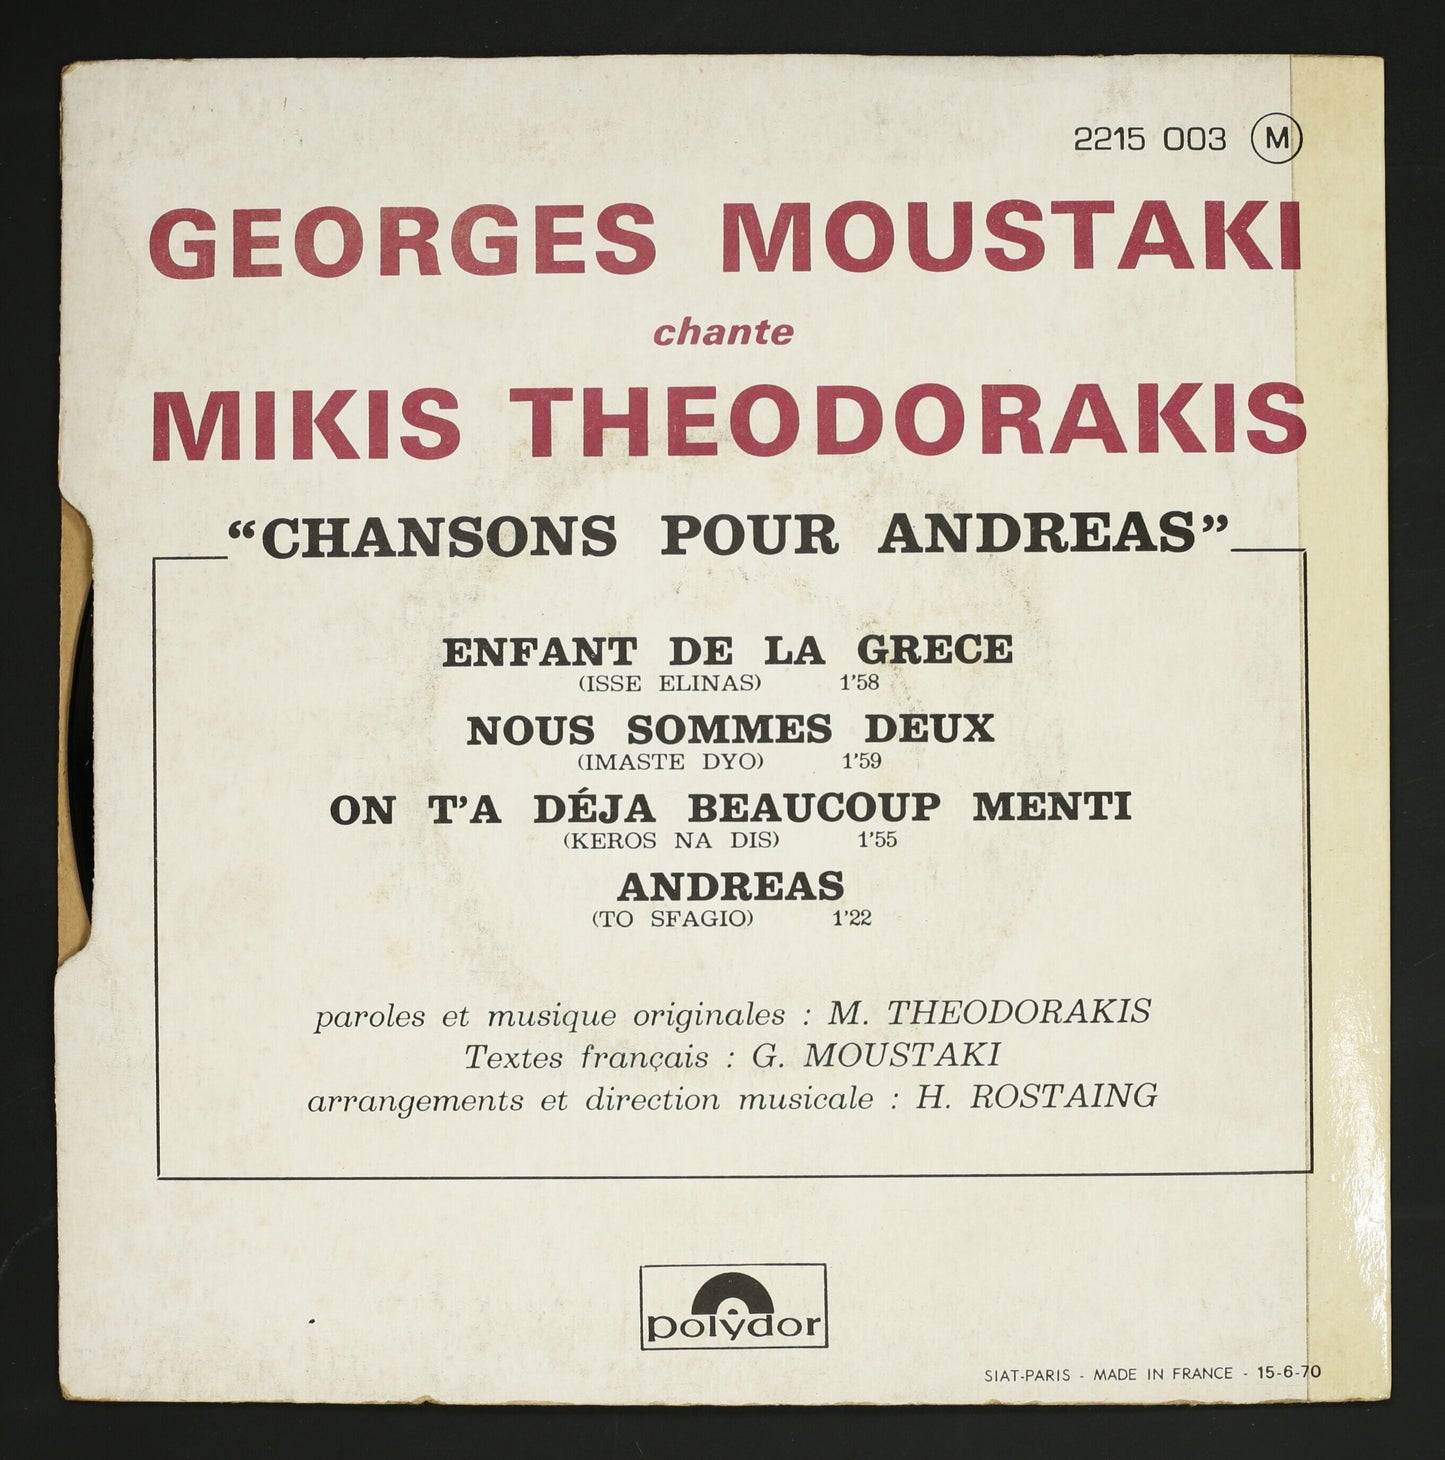 2215 003 M
GEORGES MOUSTAKI
chante
MIKIS THEODORAKIS
“CHANSONS POUR ANDREAS”
ENFANT DE LA GRECE
(ISSE ELINAS) 1'58
NOUS SOMMES DEUX
(IMASTE DYO) 1'59
ON T'A DÉJA BEAUCOUP MENTI
(KEROS NA DIS) 1'55
ANDREAS
(TO SFAGIO) 1'22
paroles et musique originales : M. THEODORAKIS
Textes français : G. MOUSTAKI
arrangements et direction musicale : H. ROSTAING
polydor
SIAT-PARIS - MADE IN FRANCE - 15-6-70